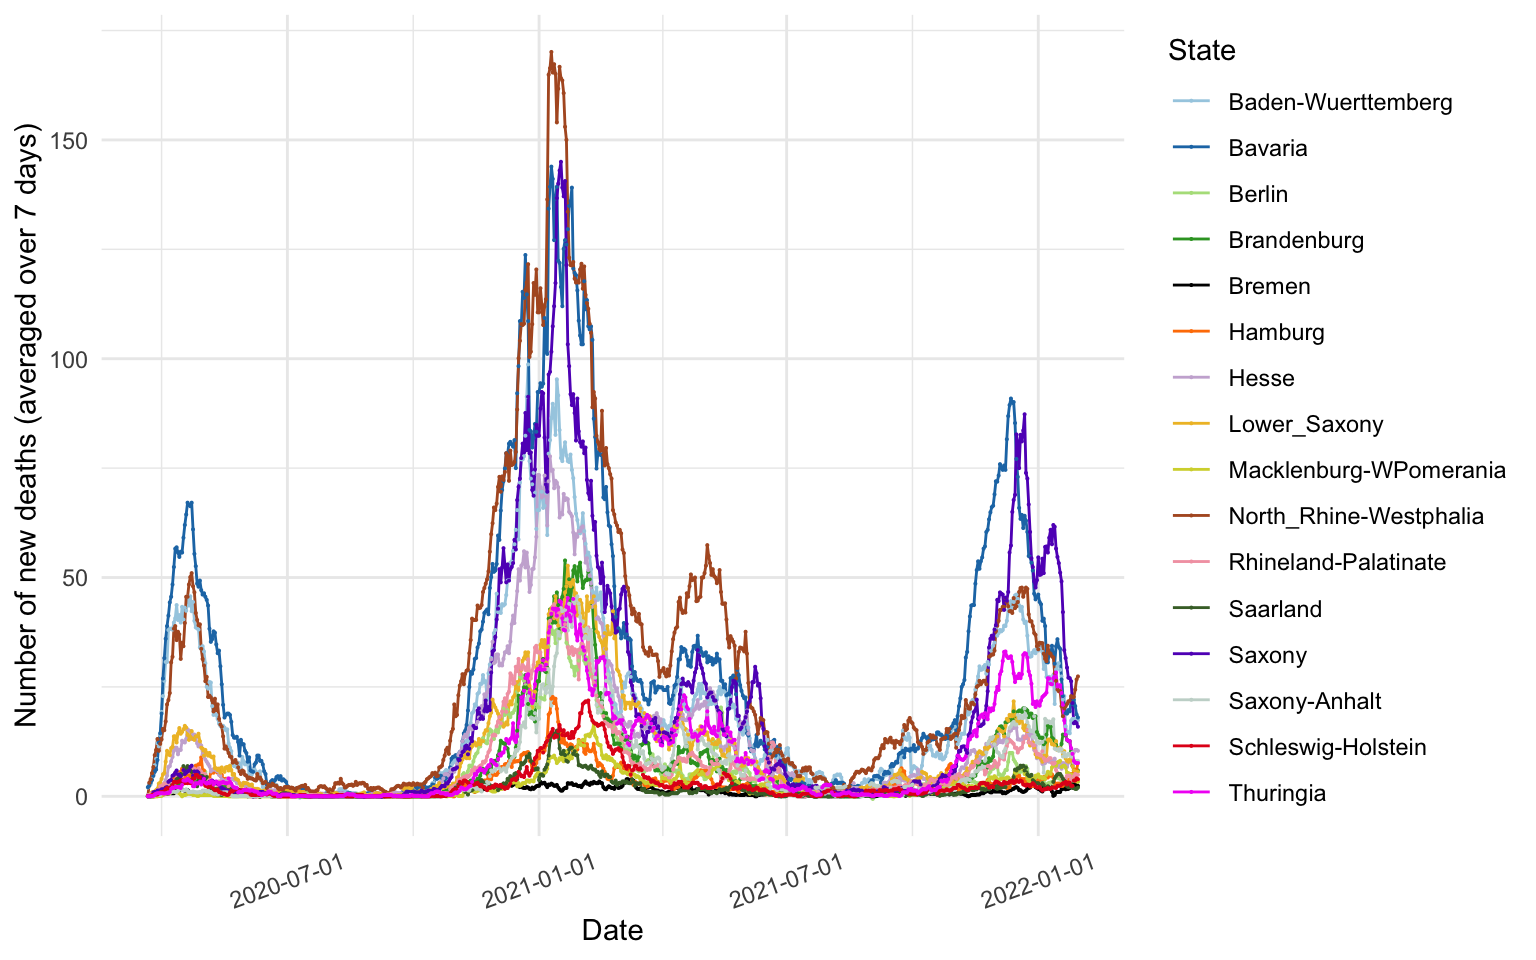 Number of new deaths (averaged over 7 days)
150
100
50
0
2020-07-01
2021-01-01
2021-07-01
2022-01-01
Date
State
Baden-Wuerttemberg
Bavaria
Berlin
Brandenburg
Bremen
Hamburg
Hesse
Lower_Saxony
Macklenburg-WPomerania
North_Rhine-Westphalia
Rhineland-Palatinate
Saarland
Saxony
Saxony-Anhalt
Schleswig-Holstein
Thuringia